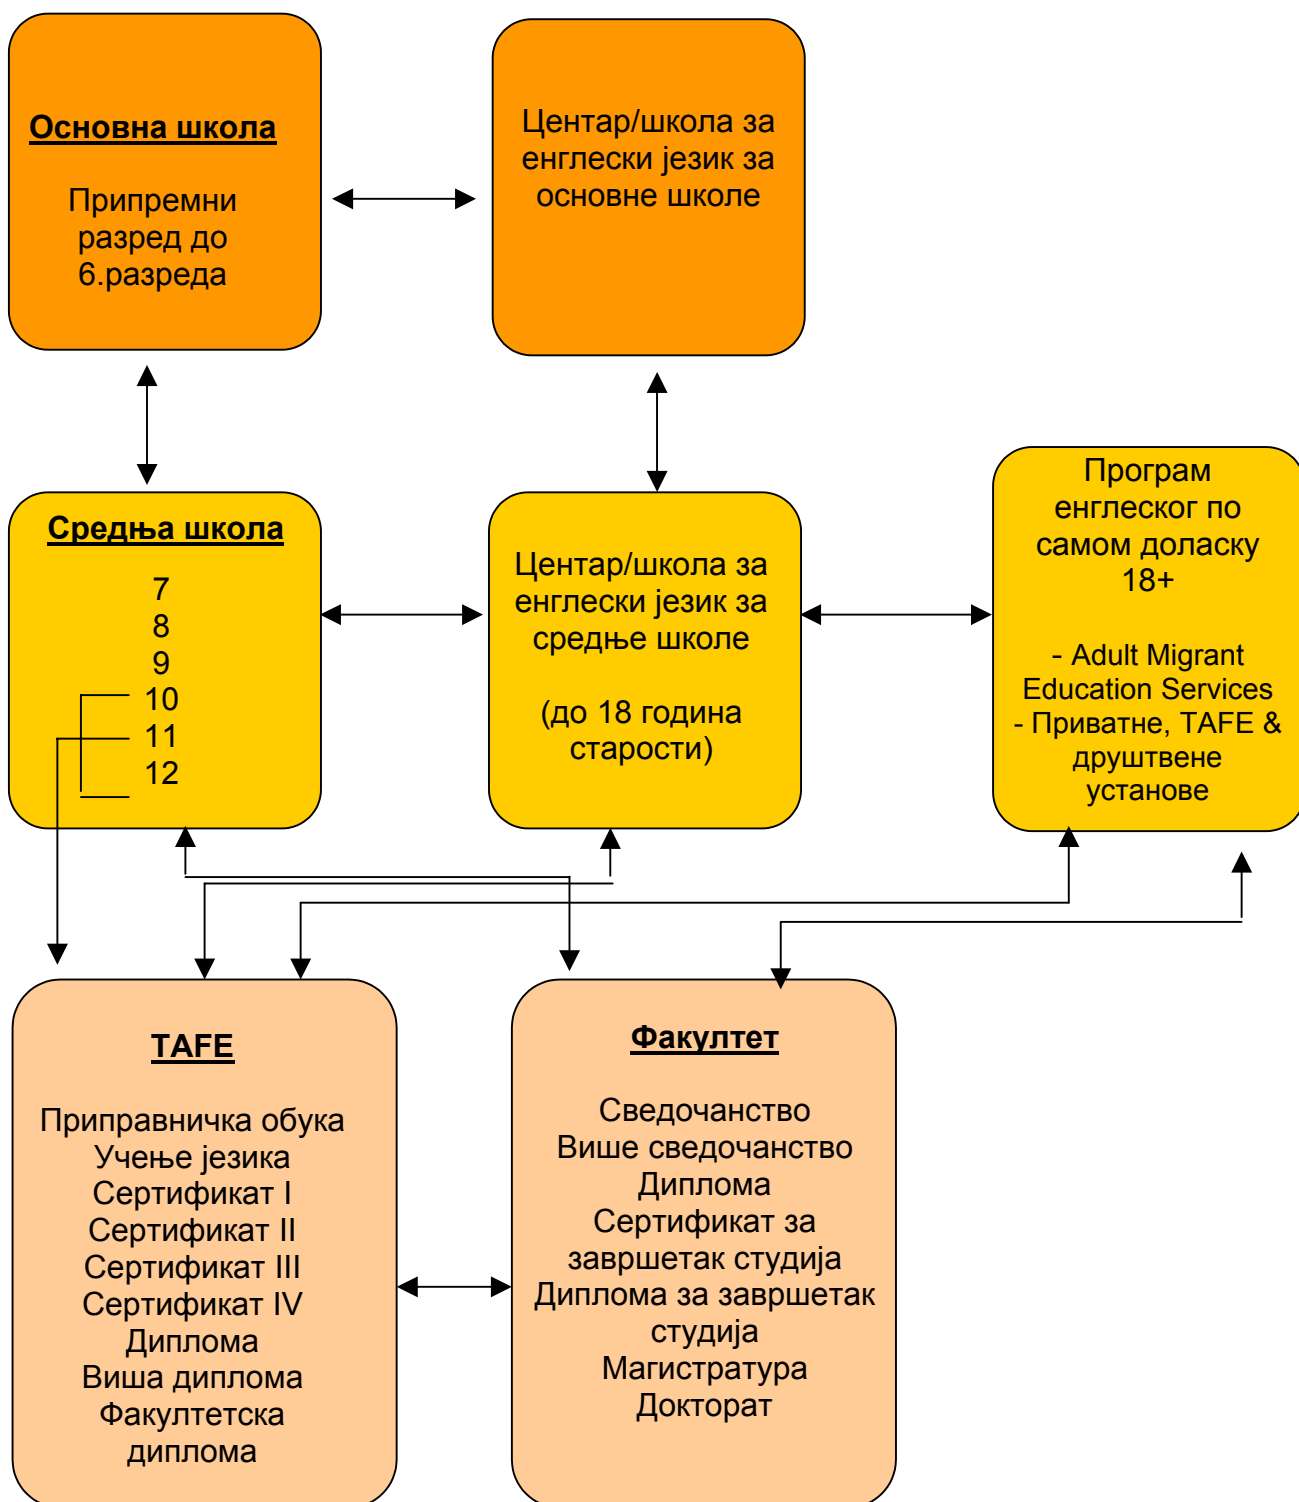 Основна школа
Припремни
разред до
6.разреда
Центар/школа за
енглески језик за
основне школе
Средња школа
7
8
9
10
11
12
Центар/школа за
енглески језик за
средње школе
(до 18 година
старости)
Програм
енглеског по
самом доласку
18+
- Adult Migrant
Education Services
- Приватне, TAFE &
друштвене
установе
TAFE
Приправничка обука
Учење језика
Сертификат I
Сертификат II
Сертификат III
Сертификат IV
Диплома
Виша диплома
Факултетска
диплома
Факултет
Сведочанство
Више сведочанство
Диплома
Сертификат за
завршетак студија
Диплома за завршетак
студија
Магистратура
Докторат